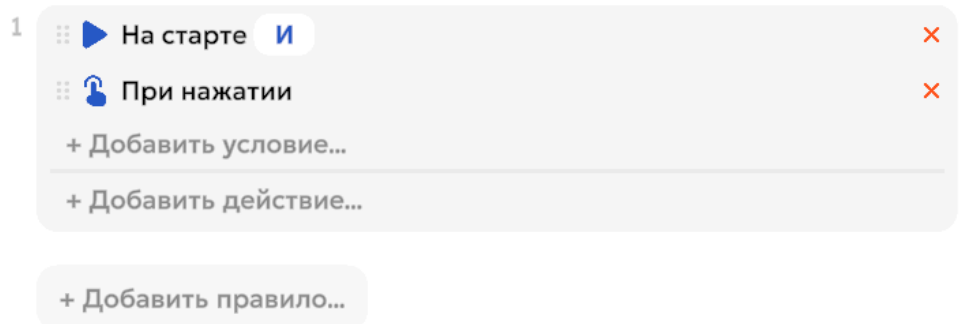 1
На старте И
При нажатии
+ Добавить условие...
+ Добавить действие...
+ Добавить правило...